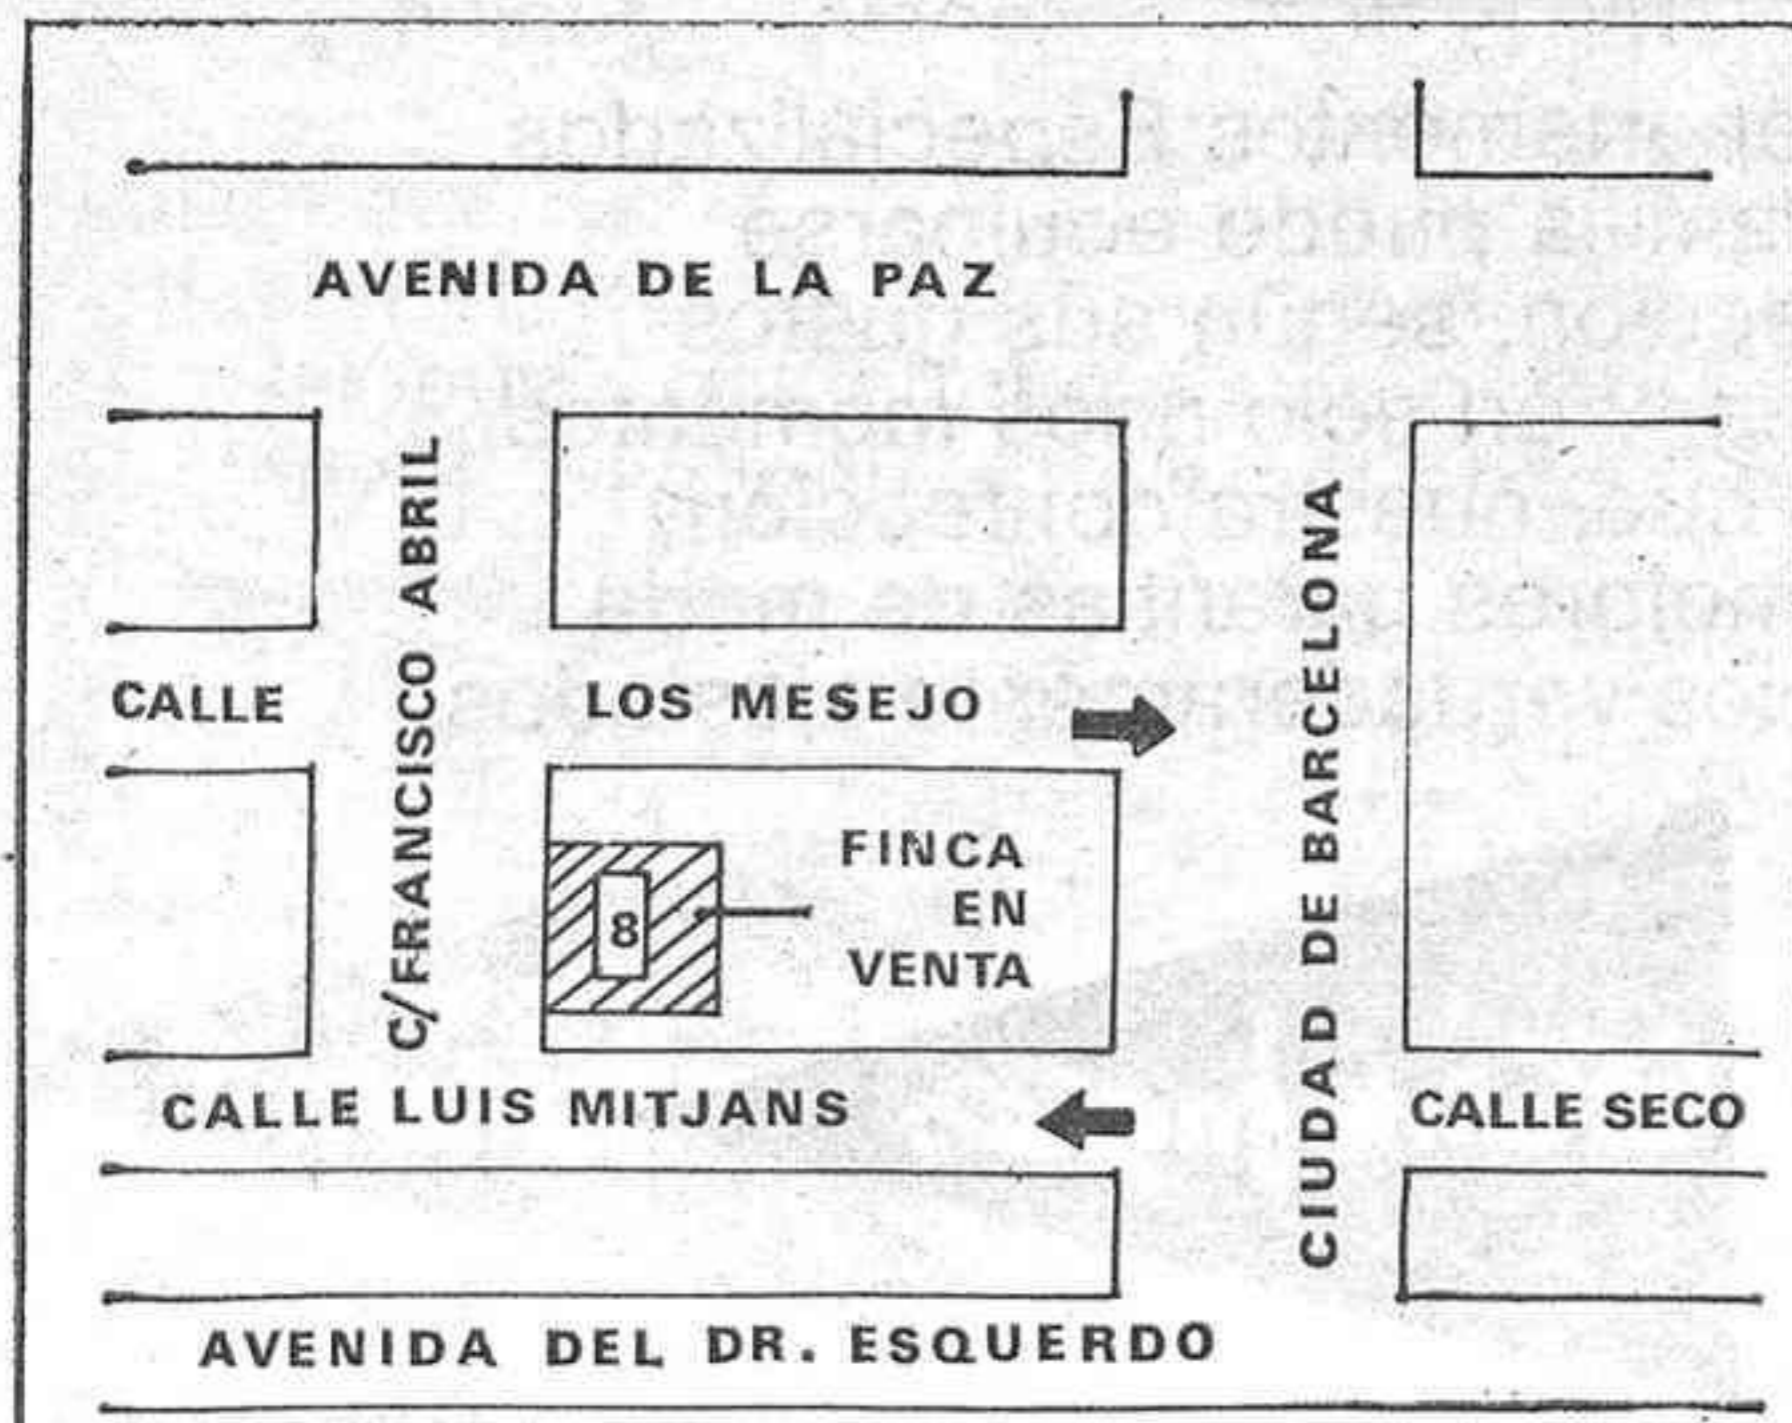 AVENIDA DE LA PAZ
C/FRANCISCO ABRIL
CALLE LOS MESEJO
CIUDAD DE BARCELONA
8
FINCA
EN
VENTA
CALLE LUIS MITJANS
CALLE SECO
AVENIDA DEL DR. ESQUERDO